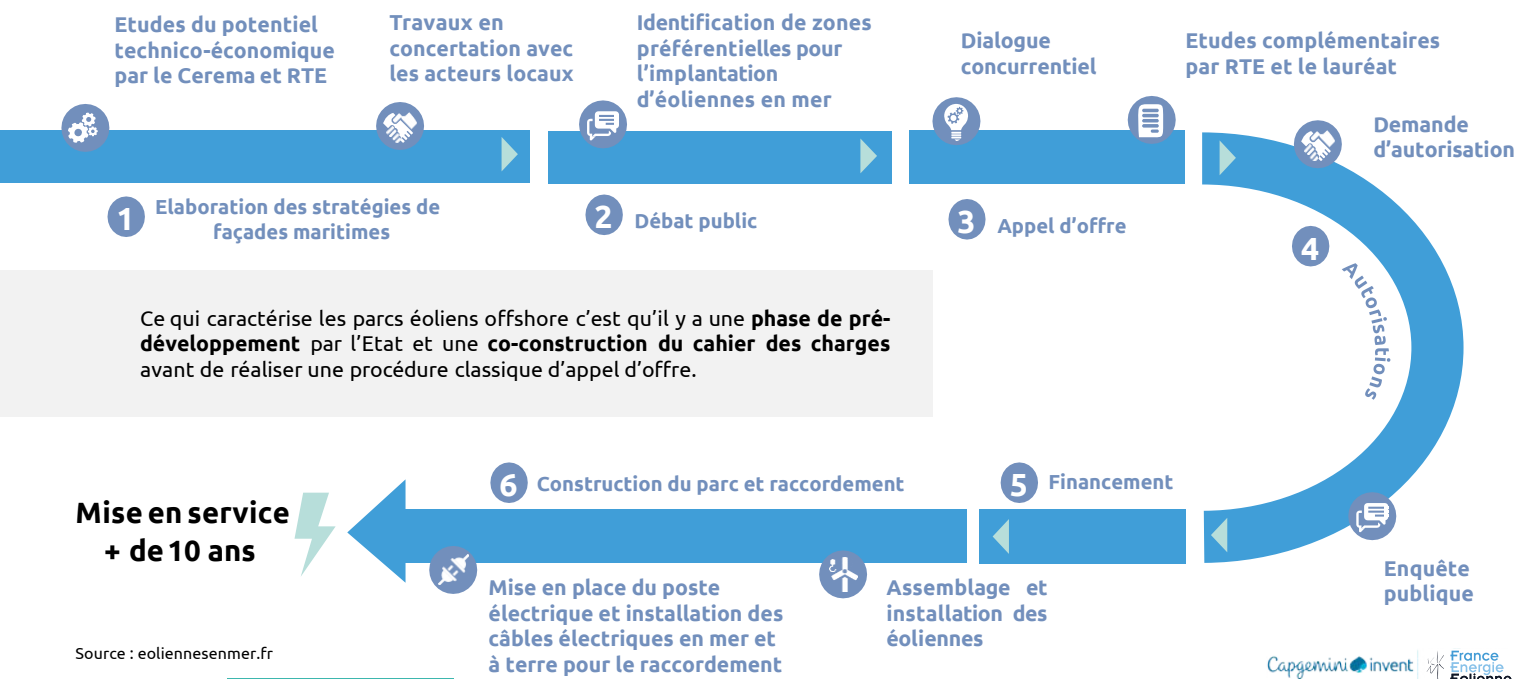 Etudes du potentiel
technico-économique
par le Cerema et RTE
Travaux en
concertation avec
les acteurs locaux
Identification de zones
préférentielles pour
l'implantation
d'éoliennes en mer
Dialogue
concurrentiel
Etudes complémentaires
par RTE et le lauréat
Demande
d'autorisation
1 Elaboration des stratégies de
façades maritimes
2 Débat public
3 Appel d'offre
4 Autorisations
Ce qui caractérise les parcs éoliens offshore c'est qu'il y a une phase de pré-
développement par l'Etat et une co-construction du cahier des charges
avant de réaliser une procédure classique d'appel d'offre.
6 Construction du parc et raccordement
5 Financement
Mise en service
+ de 10 ans
Enquête
publique
Mise en place du poste
électrique et installation des
câbles électriques en mer et
à terre pour le raccordement
Assemblage et
installation des
éoliennes
Source : eoliennesenmer.fr
Capgemini invent
France
Energie
Eolienne